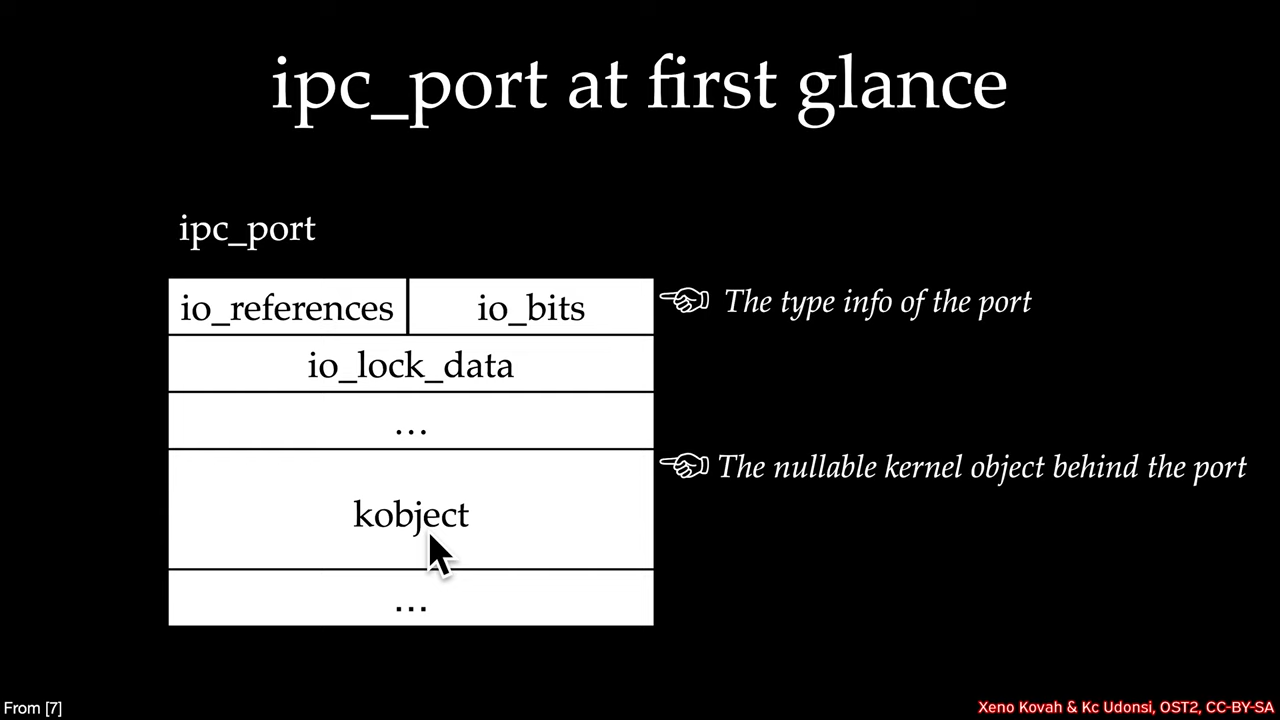 ipc_port at first glance
ipc_port
io_references io_bits ☜ The type info of the port
io_lock_data
…
☜ The nullable kernel object behind the port
kobject
…
From [7]
Xeno Kovah & Kc Udonsi, OST2, CC-BY-SA